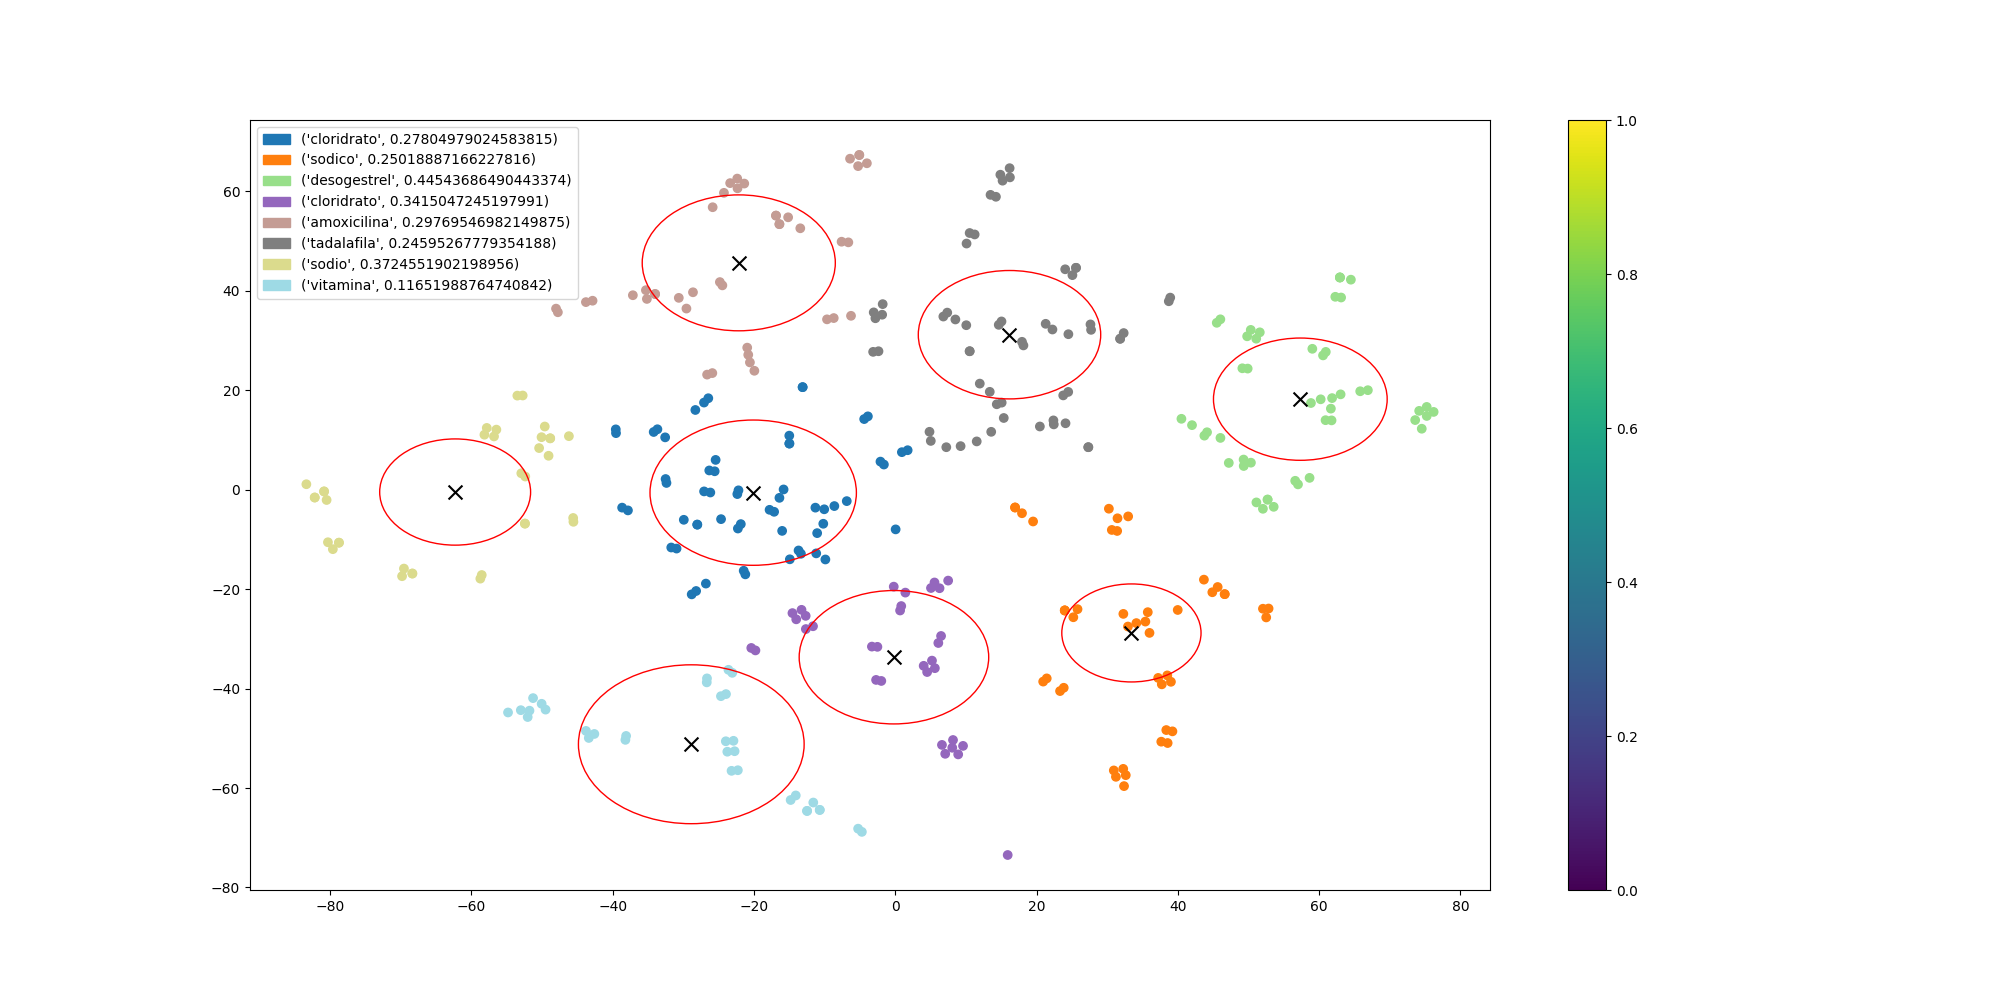 ('cloridrato', 0.27804979024583815)
('sodico', 0.25018887166227816)
('desogestrel', 0.44543686490443374)
('cloridrato', 0.3415047245197991)
('amoxicilina', 0.29769546982149875)
('tadalafila', 0.24595267779354188)
('sodio', 0.3724551902198956)
('vitamina', 0.11651988764740842)
60
40
20
0
−20
−40
−60
−80
−80 −60 −40 −20 0 20 40 60 80
1.0
0.8
0.6
0.4
0.2
0.0